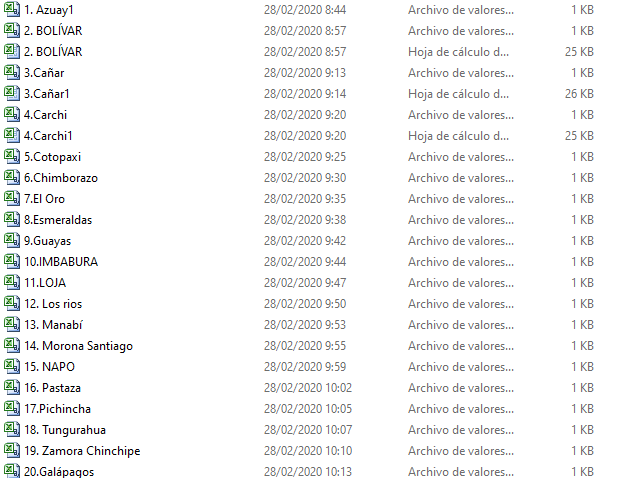 1. Azuay1 28/02/2020 8:44 Archivo de valores... 1 KB
2. BOLÍVAR 28/02/2020 8:57 Archivo de valores... 1 KB
2. BOLÍVAR 28/02/2020 8:57 Hoja de cálculo d... 25 KB
3.Cañar 28/02/2020 9:13 Archivo de valores... 1 KB
3.Cañar1 28/02/2020 9:14 Hoja de cálculo d... 26 KB
4.Carchi 28/02/2020 9:20 Archivo de valores... 1 KB
4.Carchi1 28/02/2020 9:20 Hoja de cálculo d... 25 KB
5.Cotopaxi 28/02/2020 9:25 Archivo de valores... 1 KB
6.Chimborazo 28/02/2020 9:30 Archivo de valores... 1 KB
7.El Oro 28/02/2020 9:35 Archivo de valores... 1 KB
8.Esmeraldas 28/02/2020 9:38 Archivo de valores... 1 KB
9.Guayas 28/02/2020 9:42 Archivo de valores... 1 KB
10.IMBABURA 28/02/2020 9:44 Archivo de valores... 1 KB
11.LOJA 28/02/2020 9:47 Archivo de valores... 1 KB
12. Los rios 28/02/2020 9:50 Archivo de valores... 1 KB
13. Manabí 28/02/2020 9:53 Archivo de valores... 1 KB
14. Morona Santiago 28/02/2020 9:55 Archivo de valores... 1 KB
15. NAPO 28/02/2020 9:59 Archivo de valores... 1 KB
16. Pastaza 28/02/2020 10:02 Archivo de valores... 1 KB
17.Pichincha 28/02/2020 10:05 Archivo de valores... 1 KB
18. Tungurahua 28/02/2020 10:07 Archivo de valores... 1 KB
19. Zamora Chinchipe 28/02/2020 10:10 Archivo de valores... 1 KB
20.Galápagos 28/02/2020 10:13 Archivo de valores... 1 KB